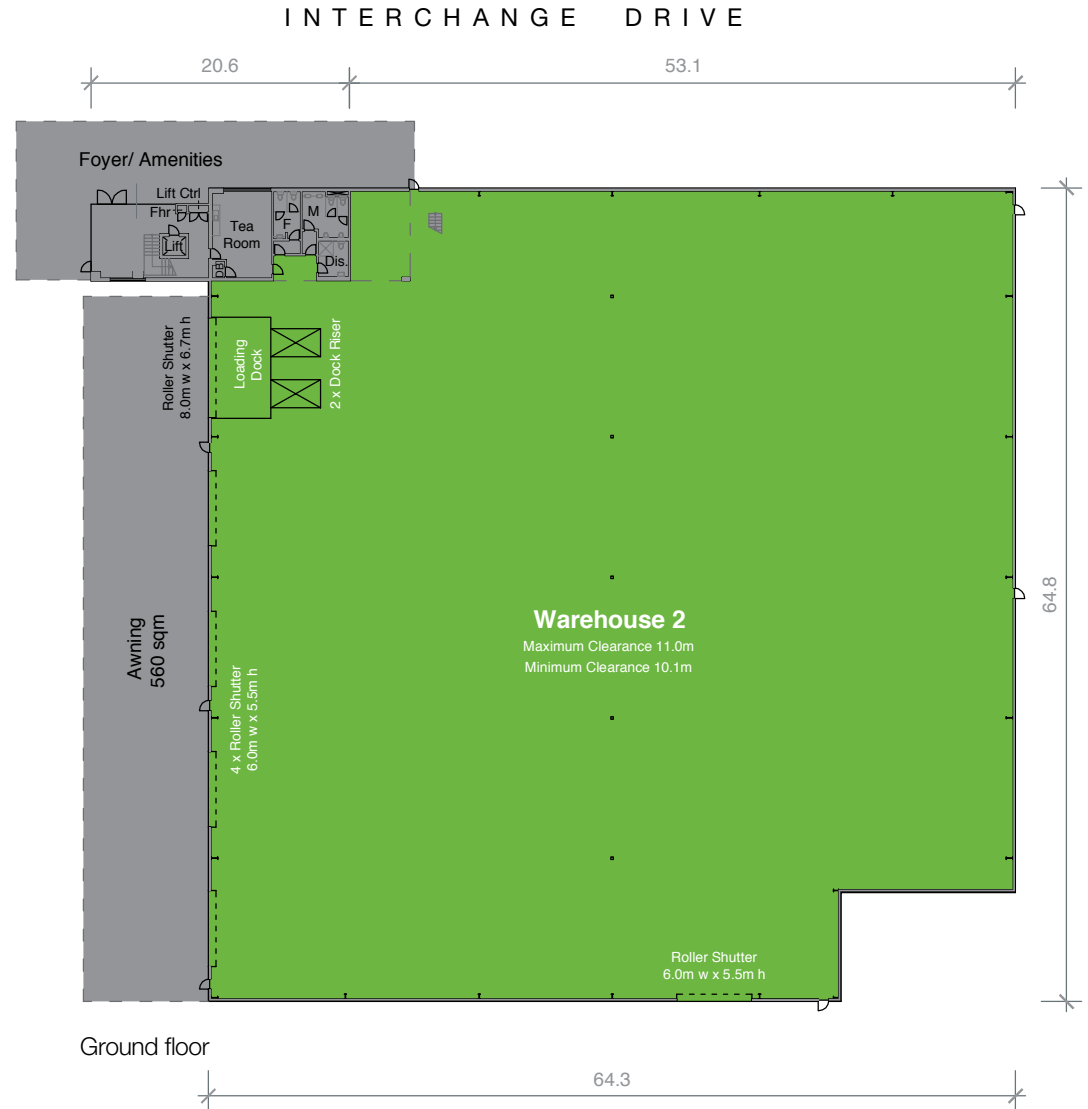 INTERCHANGE DRIVE
20.6
53.1
Foyer/ Amenities
Lift Ctrl
Fhr
Lift
Tea
Room
DB
F
M
Dis.
Roller Shutter
8.0m w x 6.7m h
Loading
Dock
2 x Dock Riser
Awning
560 sqm
4 x Roller Shutter
6.0m w x 5.5m h
Warehouse 2
Maximum Clearance 11.0m
Minimum Clearance 10.1m
64.8
Roller Shutter
6.0m w x 5.5m h
Ground floor
64.3